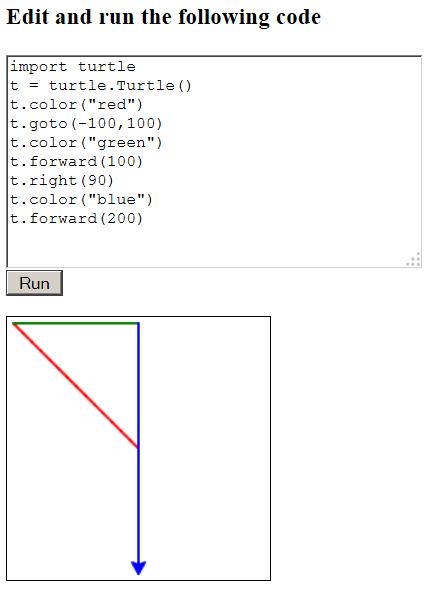 Edit and run the following code
import turtle
t = turtle.Turtle()
t.color("red")
t.goto(-100,100)
t.color("green")
t.forward(100)
t.right(90)
t.color("blue")
t.forward(200)
Run